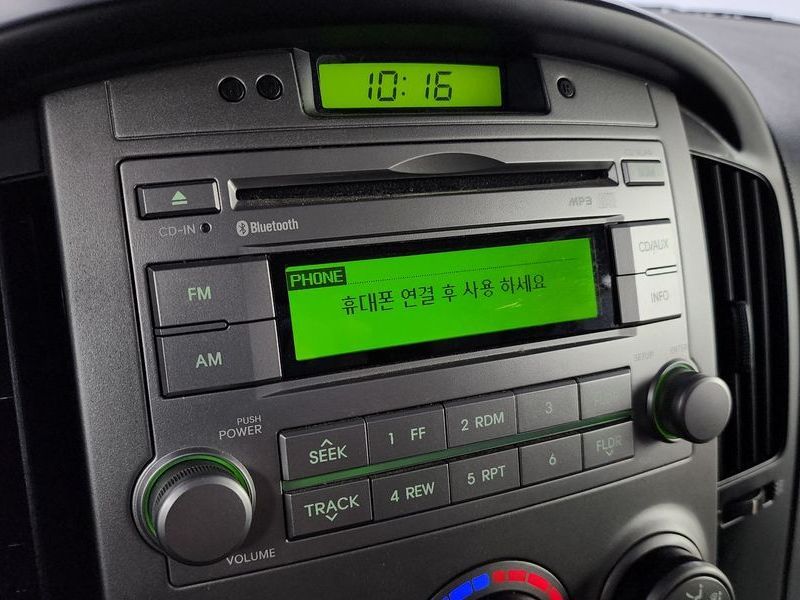 10:16
MP3
CD-IN
Bluetooth
CD/AUX
PHONE
휴대폰 연결 후 사용 하세요
FM
INFO
AM
SETUP
PUSH
POWER
SEEK
1 FF
2 RDM
3
TRACK
4 REW
5 RPT
6
FLDR
VOLUME